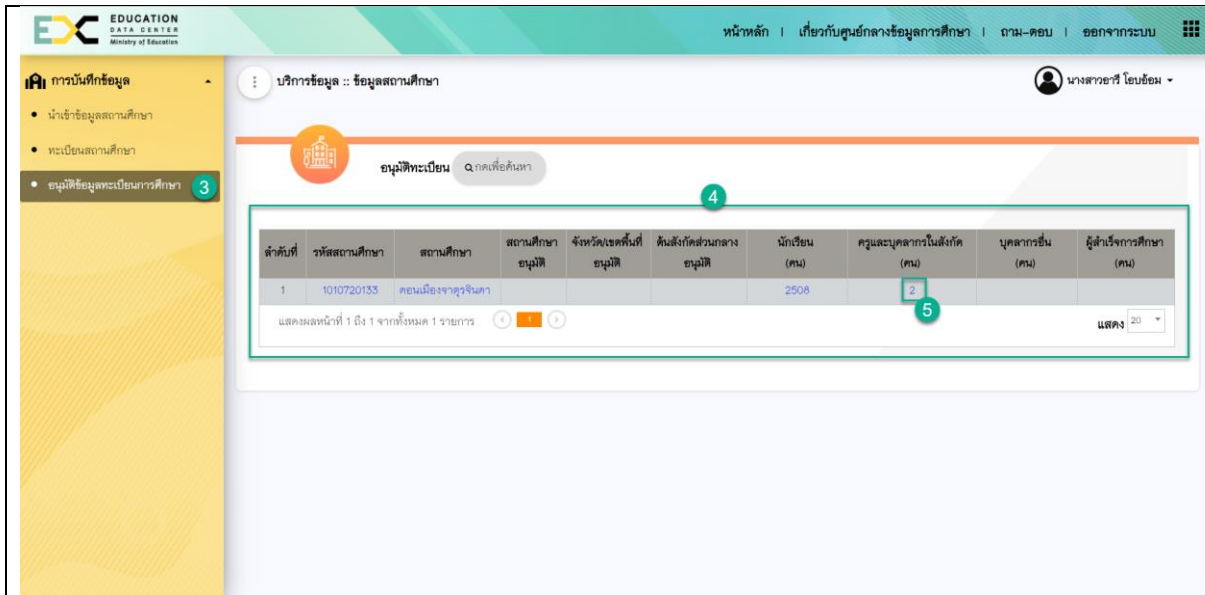 EDUCATION
DATA CENTER
Ministry of Education
หน้าหลัก | เกี่ยวกับศูนย์กลางข้อมูลการศึกษา | ถาม-ตอบ | ออกจากระบบ
การบันทึกข้อมูล
นำเข้าข้อมูลสถานศึกษา
ทะเบียนสถานศึกษา
อนุมัติข้อมูลทะเบียนการศึกษา 3
บริการข้อมูล :: ข้อมูลสถานศึกษา
นางสาวอารี โอบอ้อม
อนุมัติทะเบียน กดเพื่อค้นหา
4
ลำดับที่ รหัสสถานศึกษา สถานศึกษา สถานศึกษา อนุมัติ จังหวัด/เขตพื้นที่ อนุมัติ ต้นสังกัดส่วนกลาง อนุมัติ นักเรียน (คน) ครูและบุคลากรในสังกัด (คน) บุคลากรอื่น (คน) ผู้สำเร็จการศึกษา (คน)
1 1010720133 ดอนเมืองจาตุรจินดา 2508 2
5
แสดงผลหน้าที่ 1 ถึง 1 จากทั้งหมด 1 รายการ 1 แสดง 20